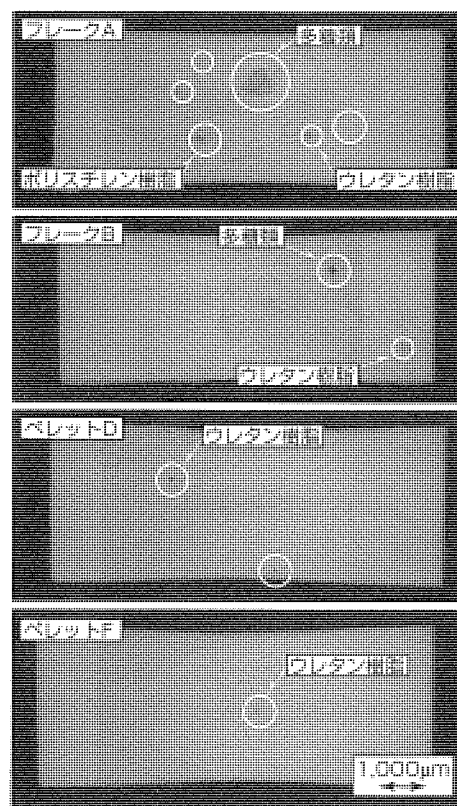 フレークA
ポリスチレン樹脂
ウレタン樹脂
フレークB
ウレタン樹脂
ペレットD
ウレタン樹脂
ペレットF
ウレタン樹脂
1,000μm